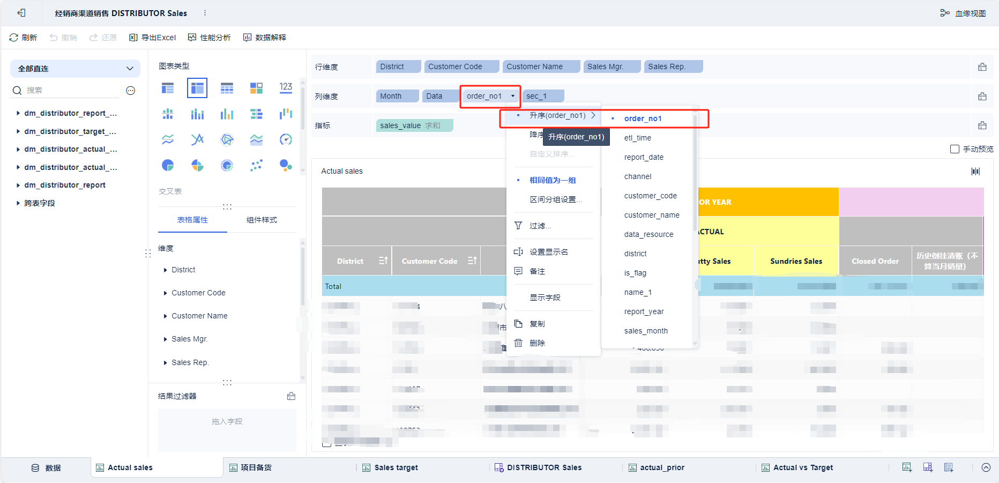 经销商渠道销售 DISTRIBUTOR Sales
血缘视图
刷新 撤销 还原 导出Excel 性能分析 数据解释
全部直连
搜索
dm_distributor_report_...
dm_distributor_target_...
dm_distributor_actual_...
dm_distributor_actual_...
dm_distributor_report
跨表字段
图表类型
123
交叉表
表格属性 组件样式
维度
District
Customer Code
Customer Name
Sales Mgr.
Sales Rep.
结果过滤器
拖入字段
行维度 District Customer Code Customer Name Sales Mgr. Sales Rep.
列维度 Month Data order_no1 sec_1
指标 sales_value 求和
手动预览
升序(order_no1)
降序
升序(order_no1)
自定义排序...
相同值为一组
区间分组设置...
过滤...
设置显示名
备注
显示字段
复制
删除
order_no1
etl_time
report_date
channel
customer_code
customer_name
data_resource
district
is_flag
name_1
report_year
sales_month
Actual sales
OR YEAR
ACTUAL
District Customer Code utty Sales Sundries Sales Closed Order 历史倒挂清账（不
算当月销量）
Total
数据 Actual sales 项目备货 Sales target DISTRIBUTOR Sales actual_prior Actual vs Target